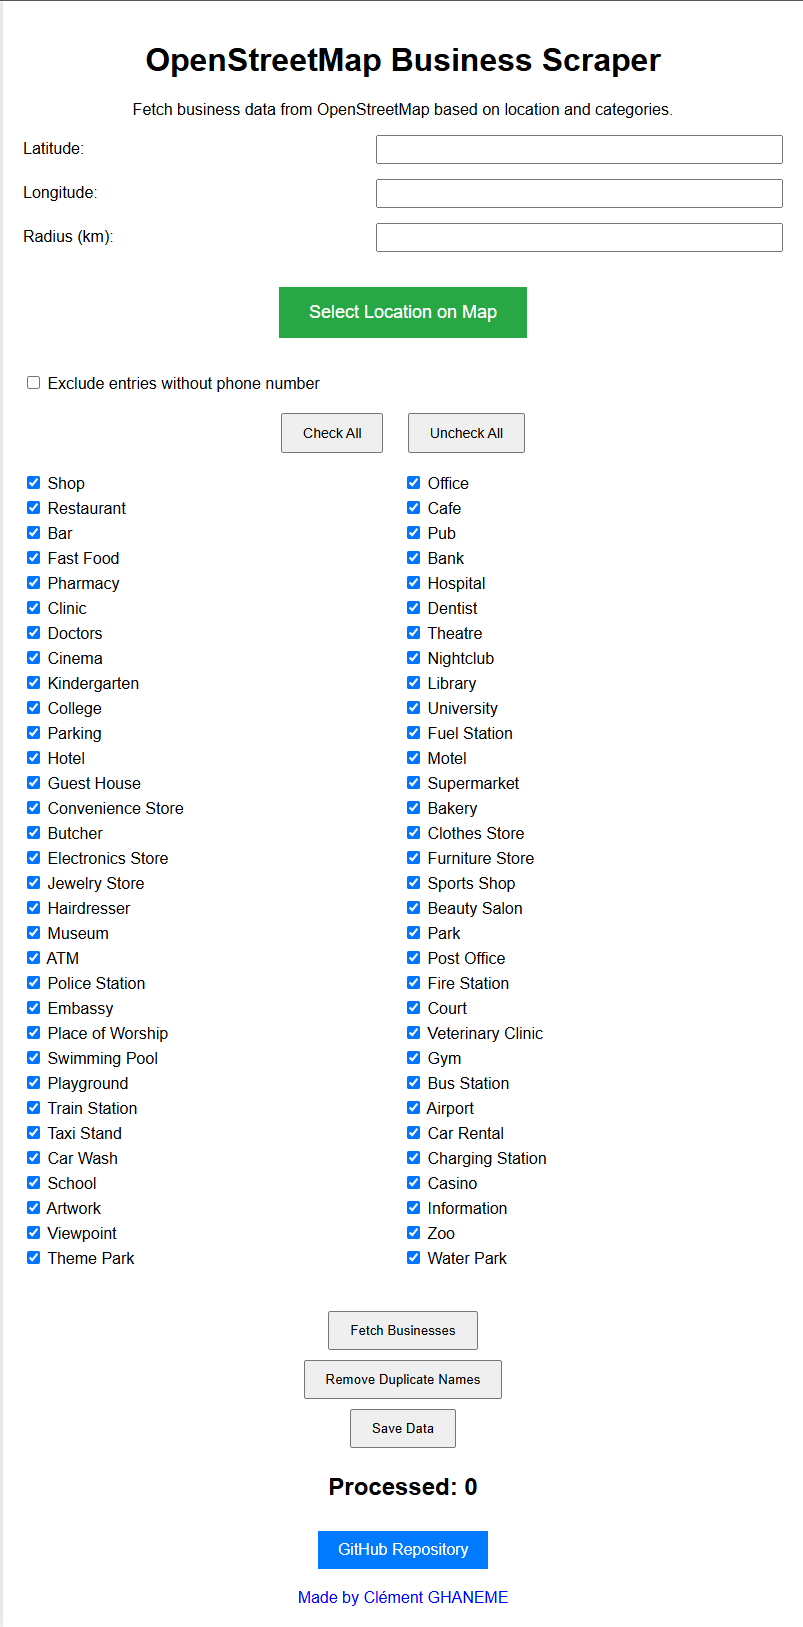 OpenStreetMap Business Scraper
Fetch business data from OpenStreetMap based on location and categories.
Latitude:
Longitude:
Radius (km):
Select Location on Map
Exclude entries without phone number
Check All Uncheck All
Shop Office
Restaurant Cafe
Bar Pub
Fast Food Bank
Pharmacy Hospital
Clinic Dentist
Doctors Theatre
Cinema Nightclub
Kindergarten Library
College University
Parking Fuel Station
Hotel Motel
Guest House Supermarket
Convenience Store Bakery
Butcher Clothes Store
Electronics Store Furniture Store
Jewelry Store Sports Shop
Hairdresser Beauty Salon
Museum Park
ATM Post Office
Police Station Fire Station
Embassy Court
Place of Worship Veterinary Clinic
Swimming Pool Gym
Playground Bus Station
Train Station Airport
Taxi Stand Car Rental
Car Wash Charging Station
School Casino
Artwork Information
Viewpoint Zoo
Theme Park Water Park
Fetch Businesses
Remove Duplicate Names
Save Data
Processed: 0
GitHub Repository
Made by Clément GHANEME